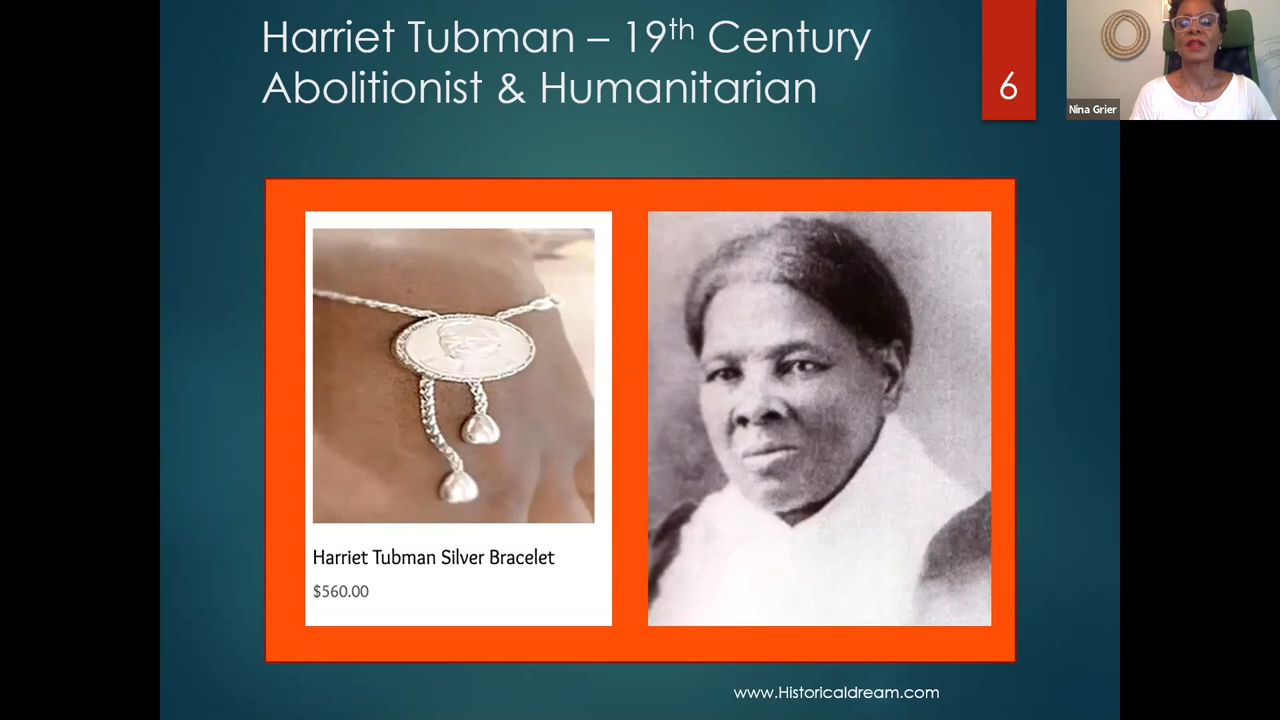 Harriet Tubman – 19th Century
Abolitionist & Humanitarian
6
Nina Grier
Harriet Tubman Silver Bracelet
$560.00
www.Historicaldream.com